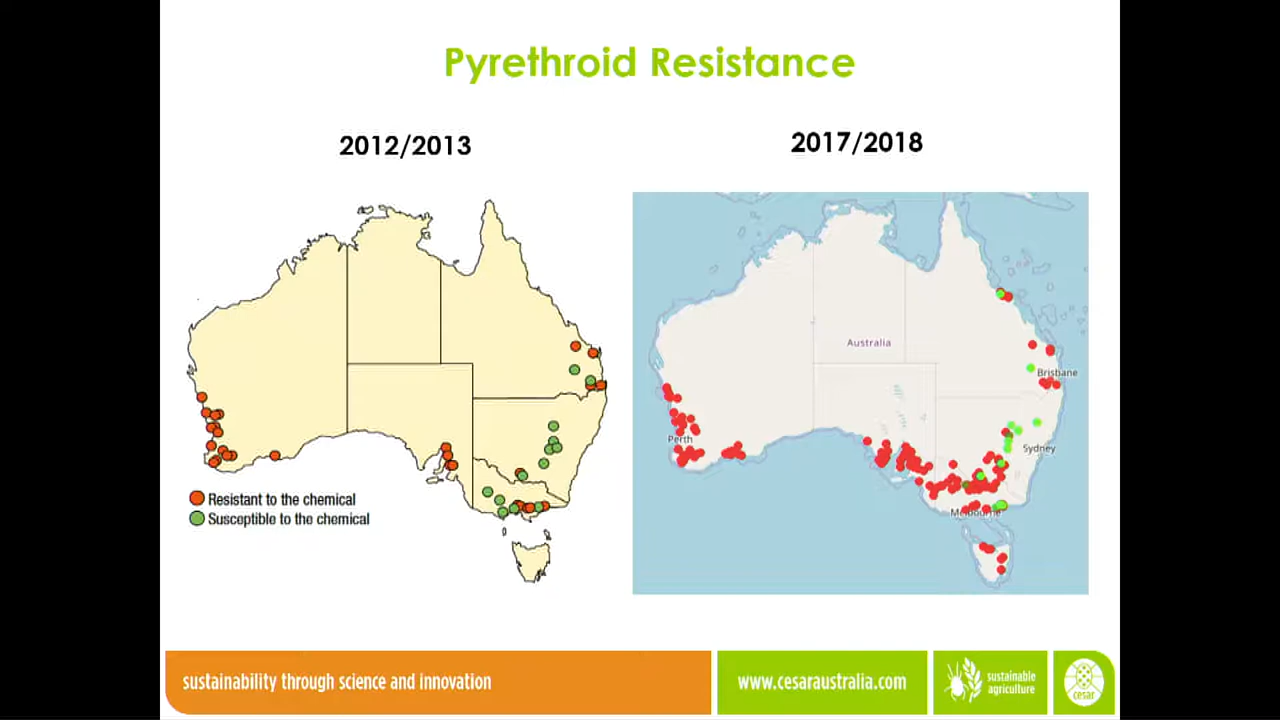 Pyrethroid Resistance
2012/2013
2017/2018
Resistant to the chemical
Susceptible to the chemical
Australia
Brisbane
Perth
Sydney
Melbourne
sustainability through science and innovation
www.cesaraustralia.com
sustainable
agriculture
cesar